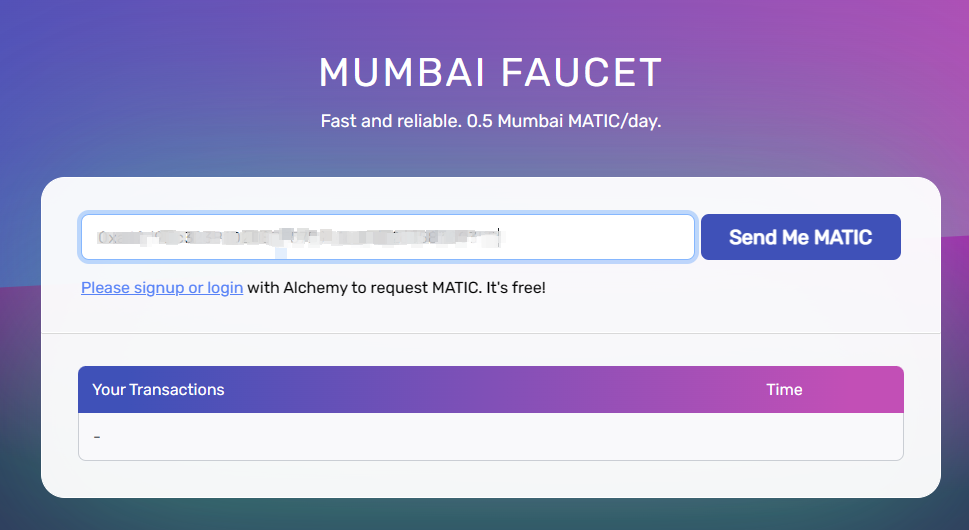 MUMBAI FAUCET
Fast and reliable. 0.5 Mumbai MATIC/day.
Send Me MATIC
Please signup or login with Alchemy to request MATIC. It's free!
Your Transactions Time
-